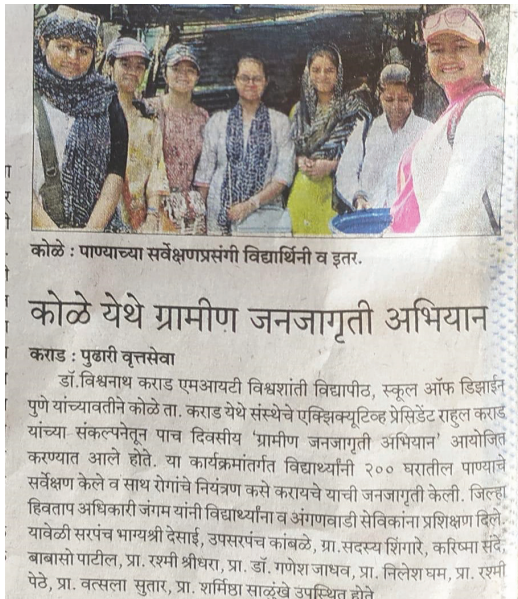 कोळे : पाण्याच्या सर्वेक्षणप्रसंगी विद्यार्थिनी व इतर.
कोळे येथे ग्रामीण जनजागृती अभियान
कराड : पुढारी वृत्तसेवा
डॉ.विश्वनाथ कराड एमआयटी विश्वशांती विद्यापीठ, स्कूल ऑफ डिझाईन
पुणे यांच्यावतीने कोळे ता. कराड येथे संस्थेचे एक्झिक्यूटिव्ह प्रेसिडेंट राहुल कराड
यांच्या संकल्पनेतून पाच दिवसीय ‘ग्रामीण जनजागृती अभियान’ आयोजित
करण्यात आले होते. या कार्यक्रमांतर्गत विद्यार्थ्यांनी २०० घरातील पाण्याचे
सर्वेक्षण केले व साथ रोगांचे नियंत्रण कसे करायचे याची जनजागृती केली. जिल्हा
हिवताप अधिकारी जंगम यांनी विद्यार्थ्यांना व अंगणवाडी सेविकांना प्रशिक्षण दिले.
यावेळी सरपंच भाग्यश्री देसाई, उपसरपंच कांबळे, ग्रा.सदस्य शिंगारे, करिष्मा संदे,
बाबासो पाटील, प्रा. रश्मी श्रीधरा, प्रा. डॉ. गणेश जाधव, प्रा. निलेश घम, प्रा. रश्मी
पेठे, प्रा. वत्सला सुतार, प्रा. शर्मिष्ठा साळुंखे उपस्थित होते